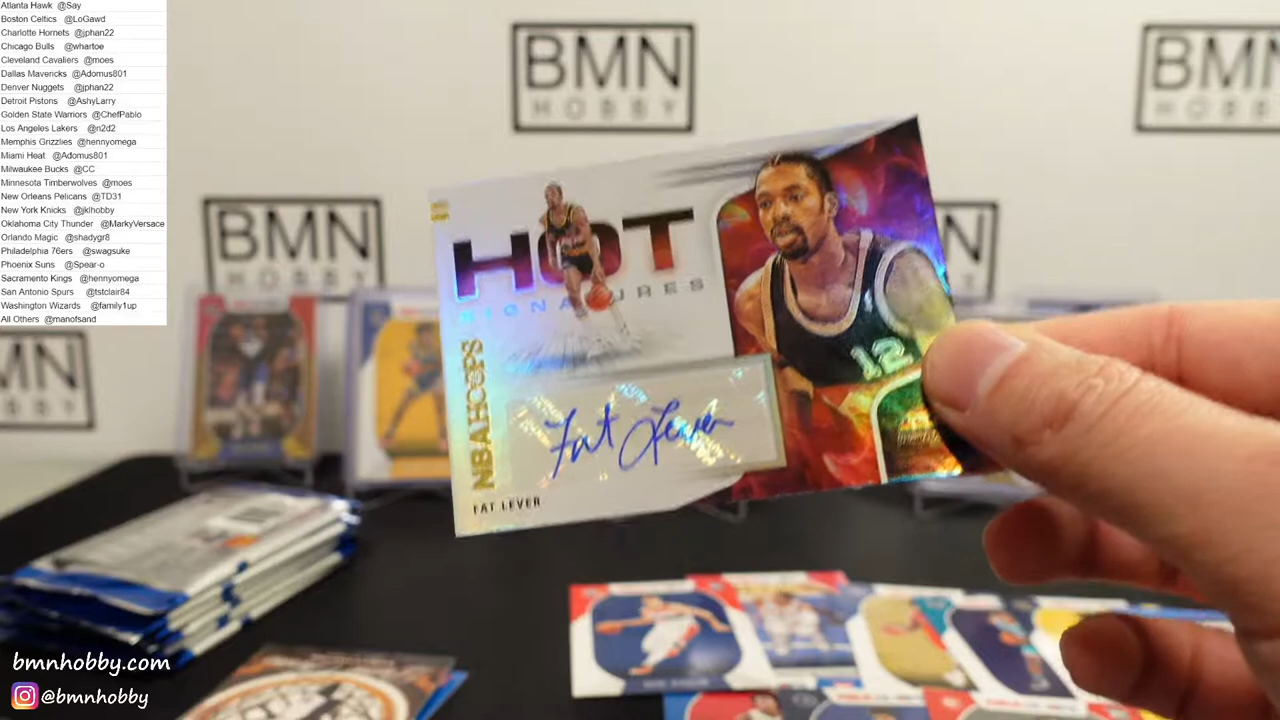 Atlanta Hawk @Say
Boston Celtics @LoGawd
Charlotte Hornets @jphan22
Chicago Bulls @whartoe
Cleveland Cavaliers @moes
Dallas Mavericks @Adomus801
Denver Nuggets @jphan22
Detroit Pistons @AshyLarry
Golden State Warriors @ChefPablo
Los Angeles Lakers @n2d2
Memphis Grizzlies @hennyomega
Miami Heat @Adomus801
Milwaukee Bucks @CC
Minnesota Timberwolves @moes
New Orleans Pelicans @TD31
New York Knicks @jklhobby
Oklahoma City Thunder @MarkyVersace
Orlando Magic @shadygr8
Philadelphia 76ers @swagsuke
Phoenix Suns @Spear-o
Sacramento Kings @hennyomega
San Antonio Spurs @tstclair84
Washington Wizards @family1up
All Others @manofsand
BMN
HOBBY
BMN
HOBBY
BMN
HOBBY
BMN
HOBBY
HOT
SIGNATURES
NBA HOOPS
12
Fat Lever
FAT LEVER
bmnhobby.com
@bmnhobby